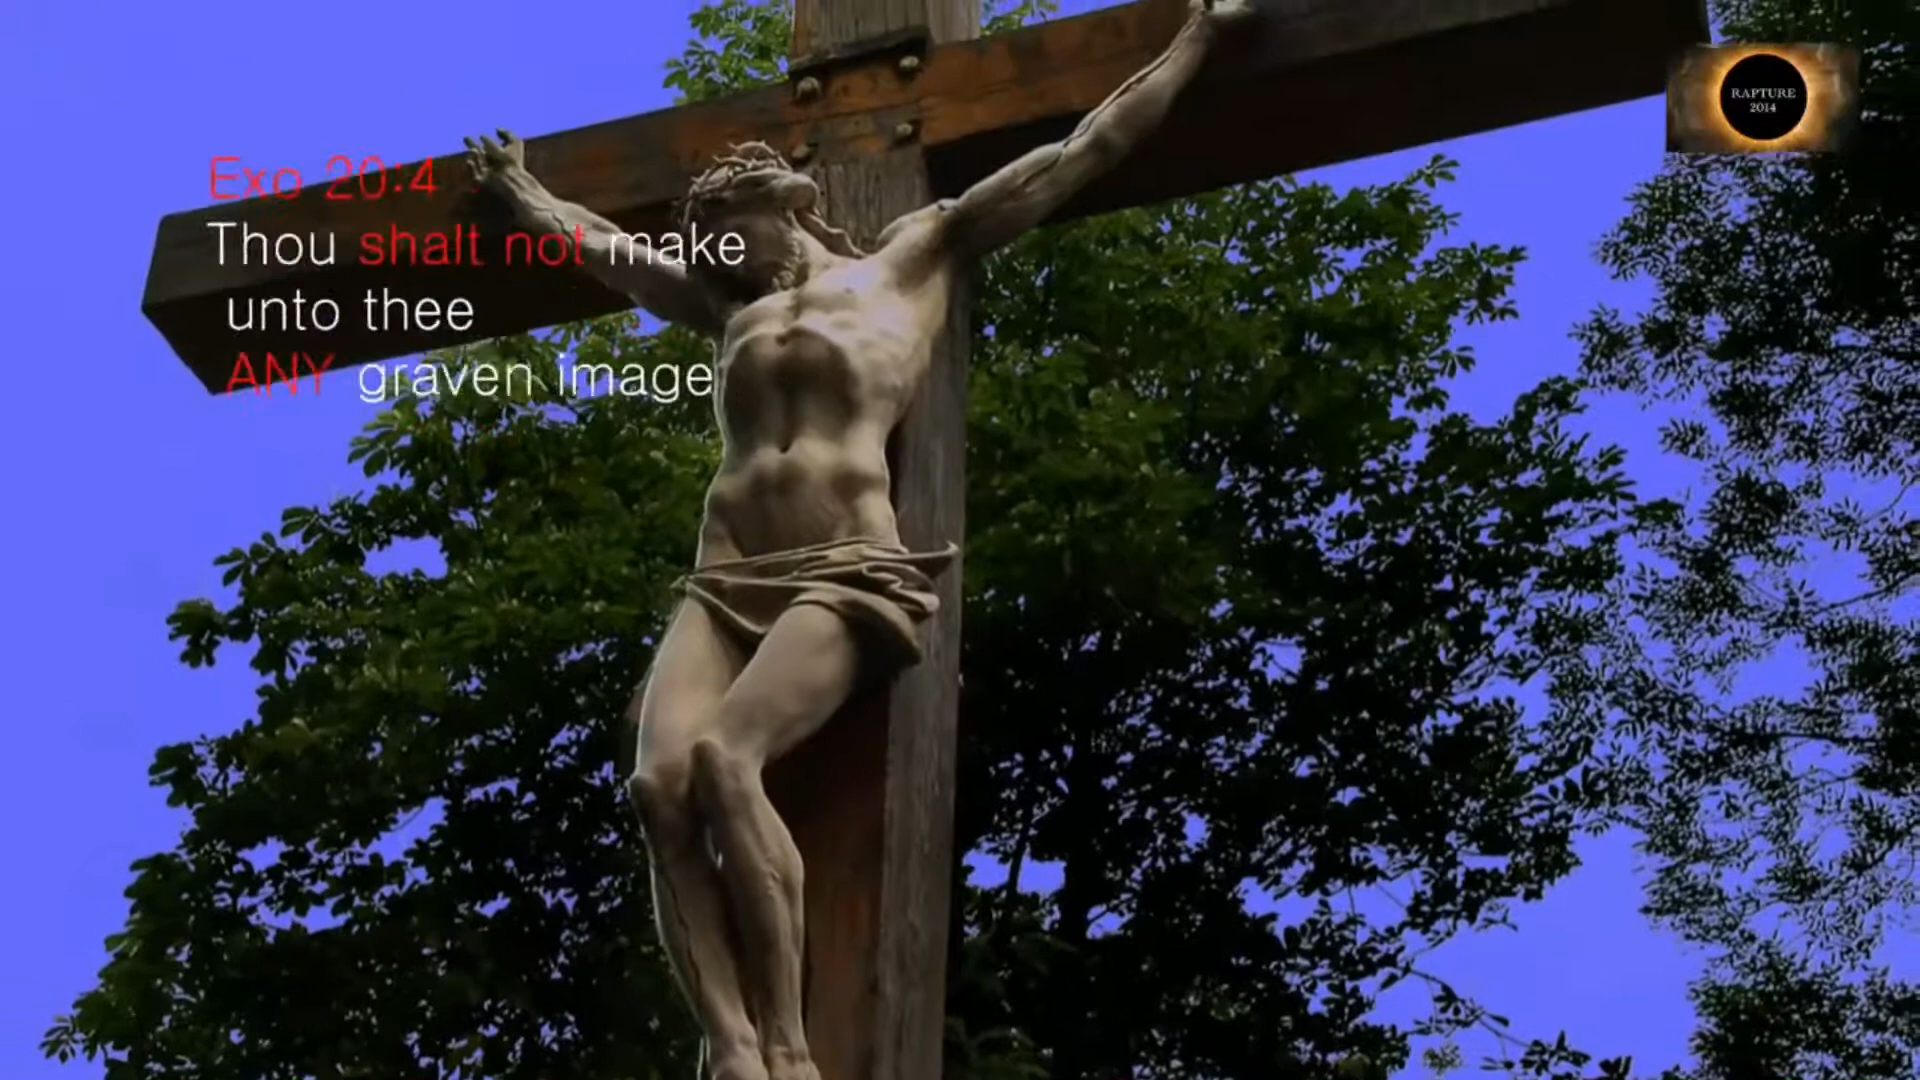 Exo 20:4
Thou shalt not make
unto thee
ANY graven image
RAPTURE
2014